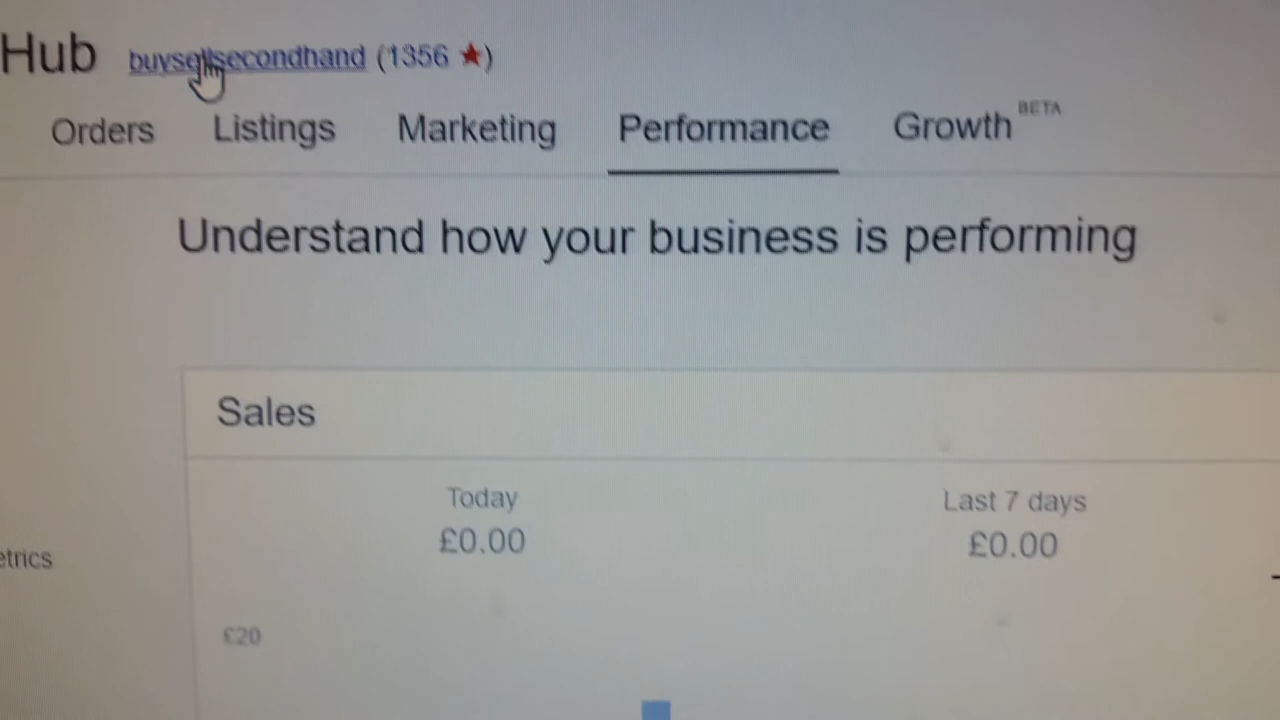 Hub buysellsecondhand (1356 ★)
Orders Listings Marketing Performance Growth BETA
Understand how your business is performing
Sales
Today Last 7 days
£0.00 £0.00
etrics
£20